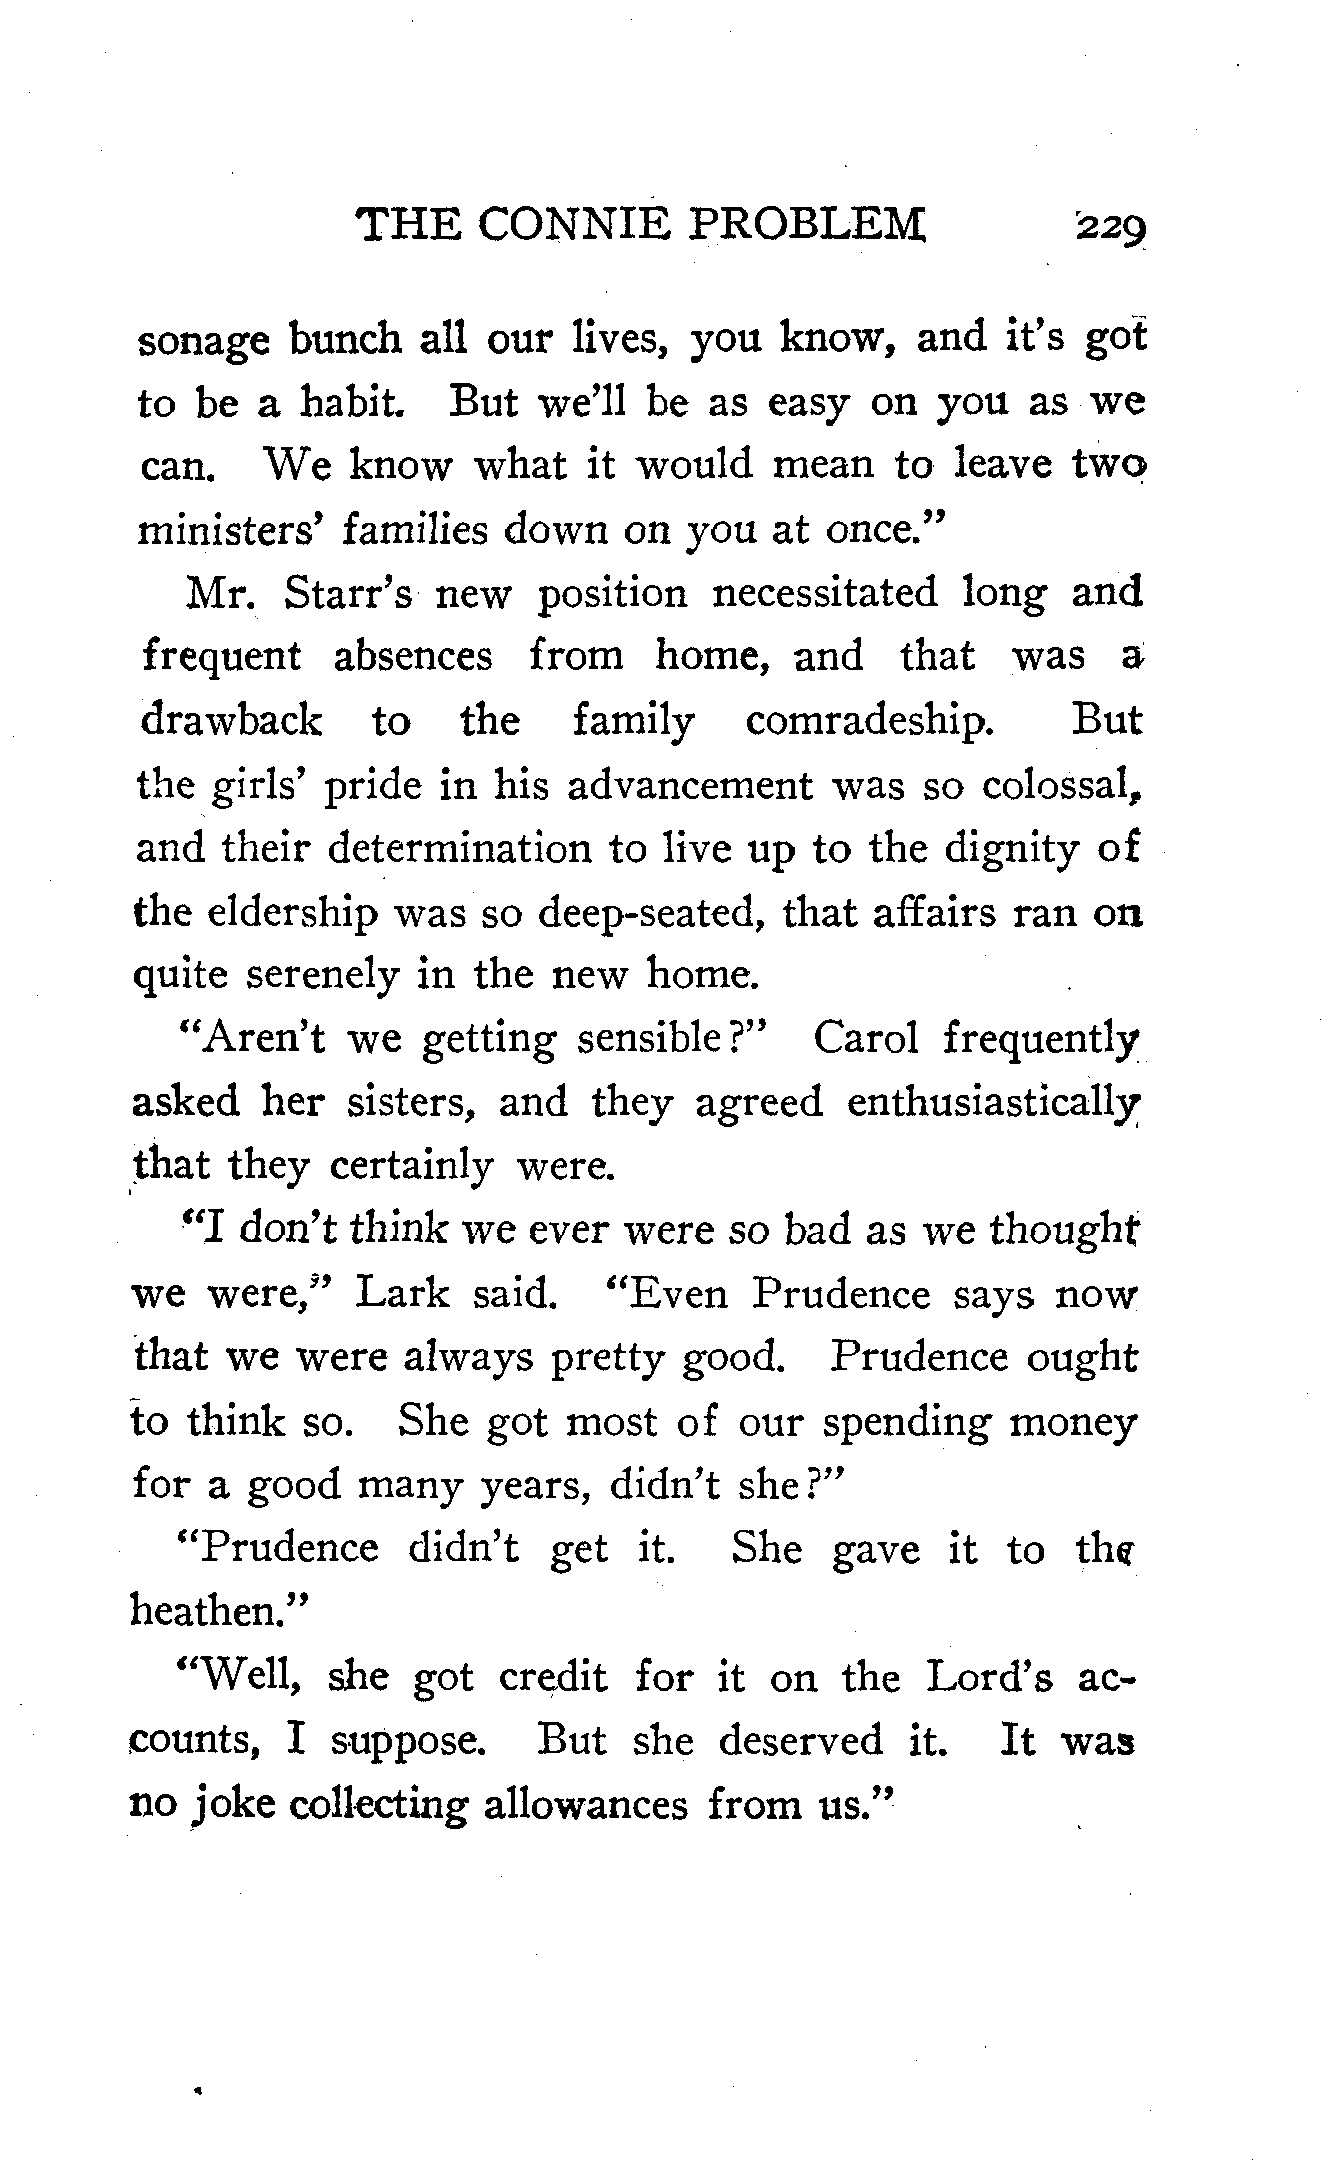 THE CONNIE PROBLEM 229
sonage bunch all our lives, you know, and it's got
to be a habit. But we'll be as easy on you as we
can. We know what it would mean to leave two
ministers' families down on you at once."
Mr. Starr's new position necessitated long and
frequent absences from home, and that was a
drawback to the family comradeship. But
the girls' pride in his advancement was so colossal,
and their determination to live up to the dignity of
the eldership was so deep-seated, that affairs ran on
quite serenely in the new home.
"Aren't we getting sensible?" Carol frequently
asked her sisters, and they agreed enthusiastically
that they certainly were.
"I don't think we ever were so bad as we thought
we were," Lark said. "Even Prudence says now
that we were always pretty good. Prudence ought
to think so. She got most of our spending money
for a good many years, didn't she?"
"Prudence didn't get it. She gave it to the
heathen."
"Well, she got credit for it on the Lord's ac-
counts, I suppose. But she deserved it. It was
no joke collecting allowances from us."